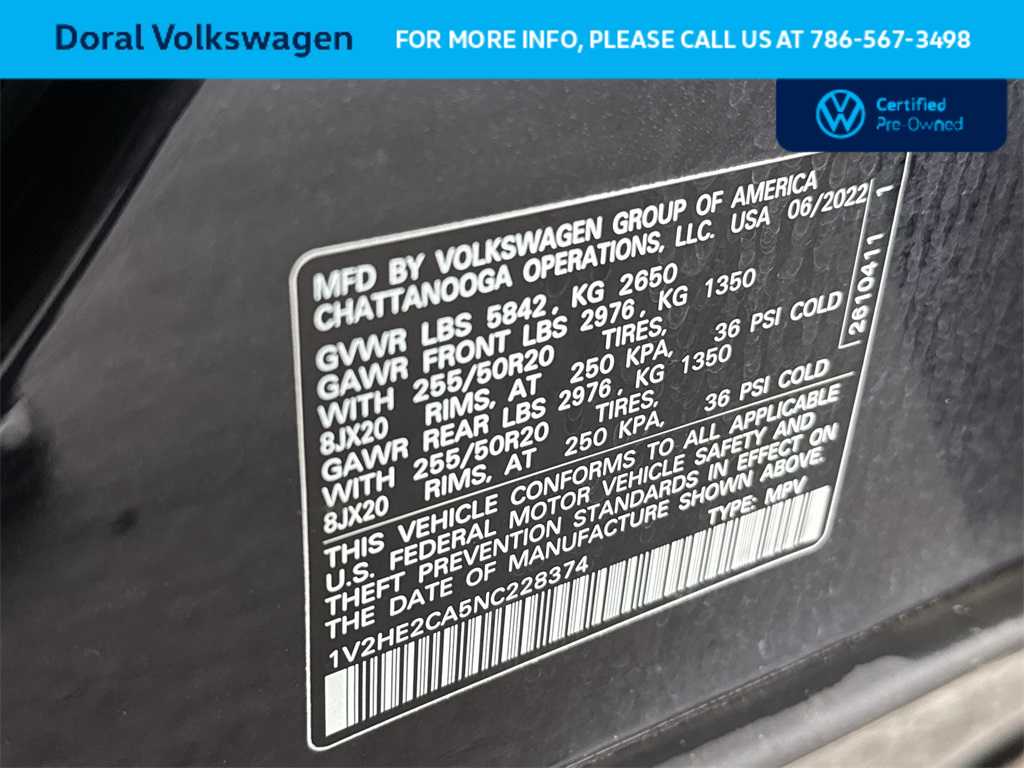 Doral Volkswagen
FOR MORE INFO, PLEASE CALL US AT 786-567-3498
Certified
Pre-Owned
MFD BY VOLKSWAGEN GROUP OF AMERICA
CHATTANOOGA OPERATIONS, LLC. USA 06/2022
GVWR LBS 5842, KG 2650
GAWR FRONT LBS 2976, KG 1350
WITH 255/50R20 TIRES,
8JX20 RIMS, AT 250 KPA, 36 PSI COLD
GAWR REAR LBS 2976, KG 1350
WITH 255/50R20 TIRES,
8JX20 RIMS, AT 250 KPA, 36 PSI COLD
THIS VEHICLE CONFORMS TO ALL APPLICABLE
U.S. FEDERAL MOTOR VEHICLE SAFETY AND
THEFT PREVENTION STANDARDS IN EFFECT ON
THE DATE OF MANUFACTURE SHOWN ABOVE.
1V2HE2CA5NC228374 TYPE: MPV
2610411 1